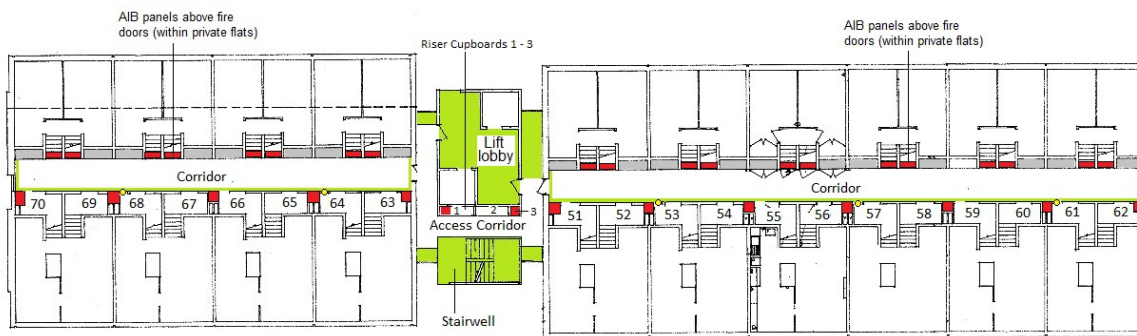 AIB panels above fire
doors (within private flats)
Riser Cupboards 1 - 3
AIB panels above fire
doors (within private flats)
Lift
lobby
Corridor
Corridor
70 69 68 67 66 65 64 63
1 2 3
51 52 53 54 55 56 57 58 59 60 61 62
Access Corridor
Stairwell